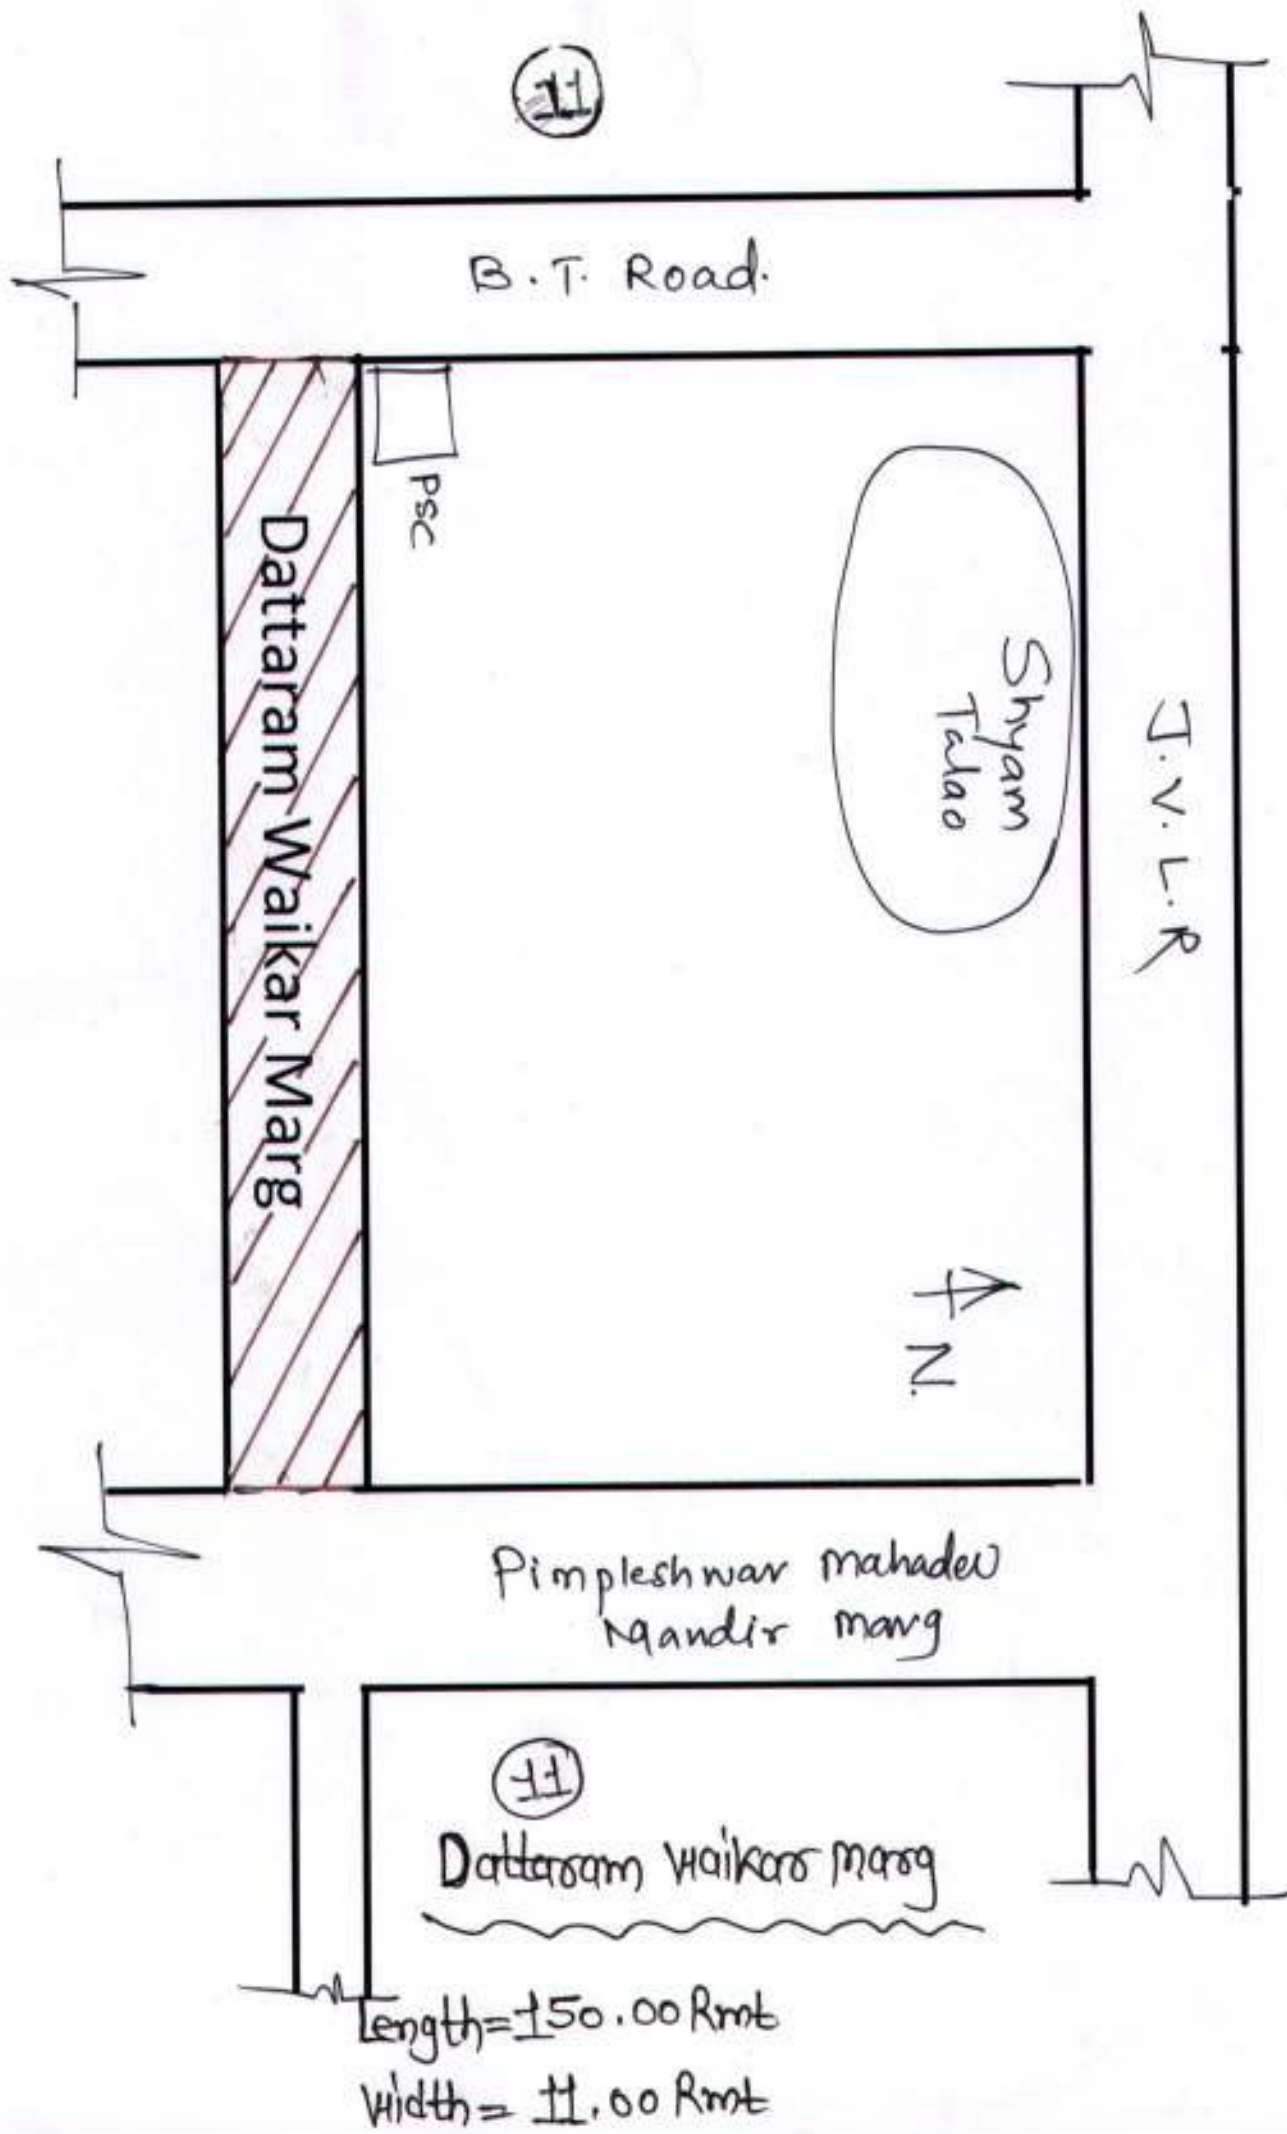 11
B.T. Road.
PSC
Dattaram Waikar Marg
Shyam
Talao
J.V.L.R
N.
Pimpleshwar mahadev
Mandir marg
11
Dattaram Waikar marg
Length=150.00 Rmt
Width= 11.00 Rmt